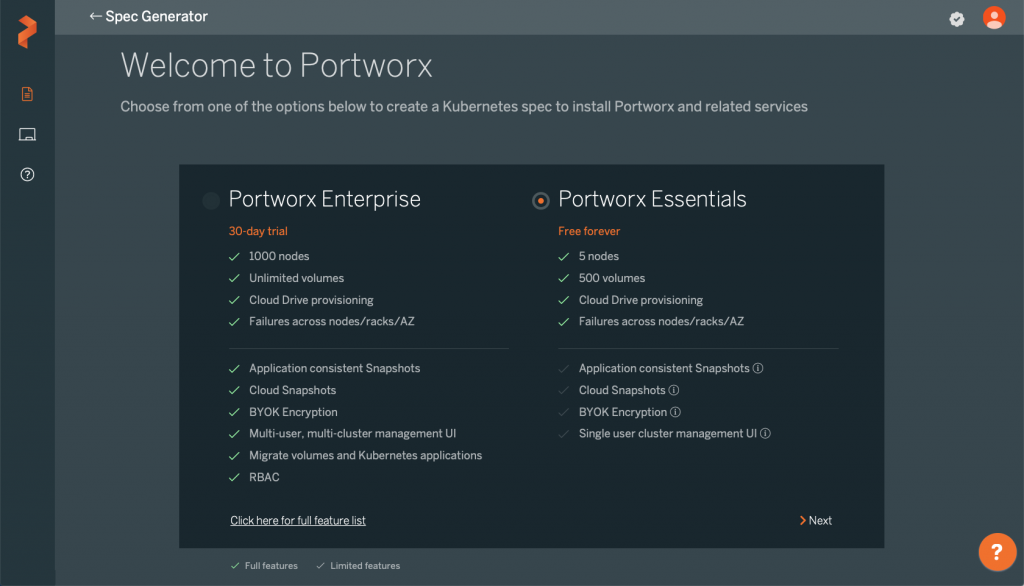 Spec Generator
Welcome to Portworx
Choose from one of the options below to create a Kubernetes spec to install Portworx and related services
Portworx Enterprise
30-day trial
1000 nodes
Unlimited volumes
Cloud Drive provisioning
Failures across nodes/racks/AZ
Application consistent Snapshots
Cloud Snapshots
BYOK Encryption
Multi-user, multi-cluster management UI
Migrate volumes and Kubernetes applications
RBAC
Click here for full feature list
Portworx Essentials
Free forever
5 nodes
500 volumes
Cloud Drive provisioning
Failures across nodes/racks/AZ
Application consistent Snapshots
Cloud Snapshots
BYOK Encryption
Single user cluster management UI
Next
Full features
Limited features